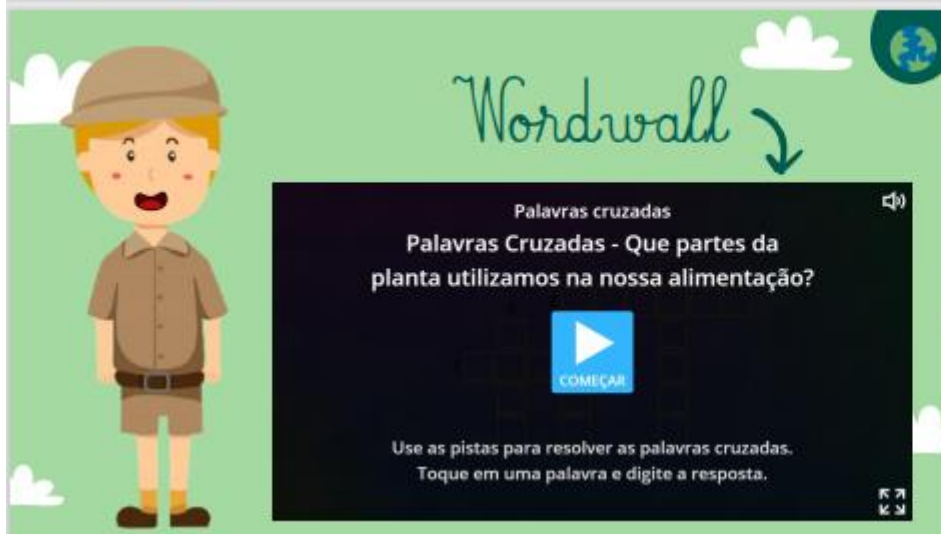 Wordwall
Palavras cruzadas
Palavras Cruzadas - Que partes da
planta utilizamos na nossa alimentação?
COMEÇAR
Use as pistas para resolver as palavras cruzadas.
Toque em uma palavra e digite a resposta.